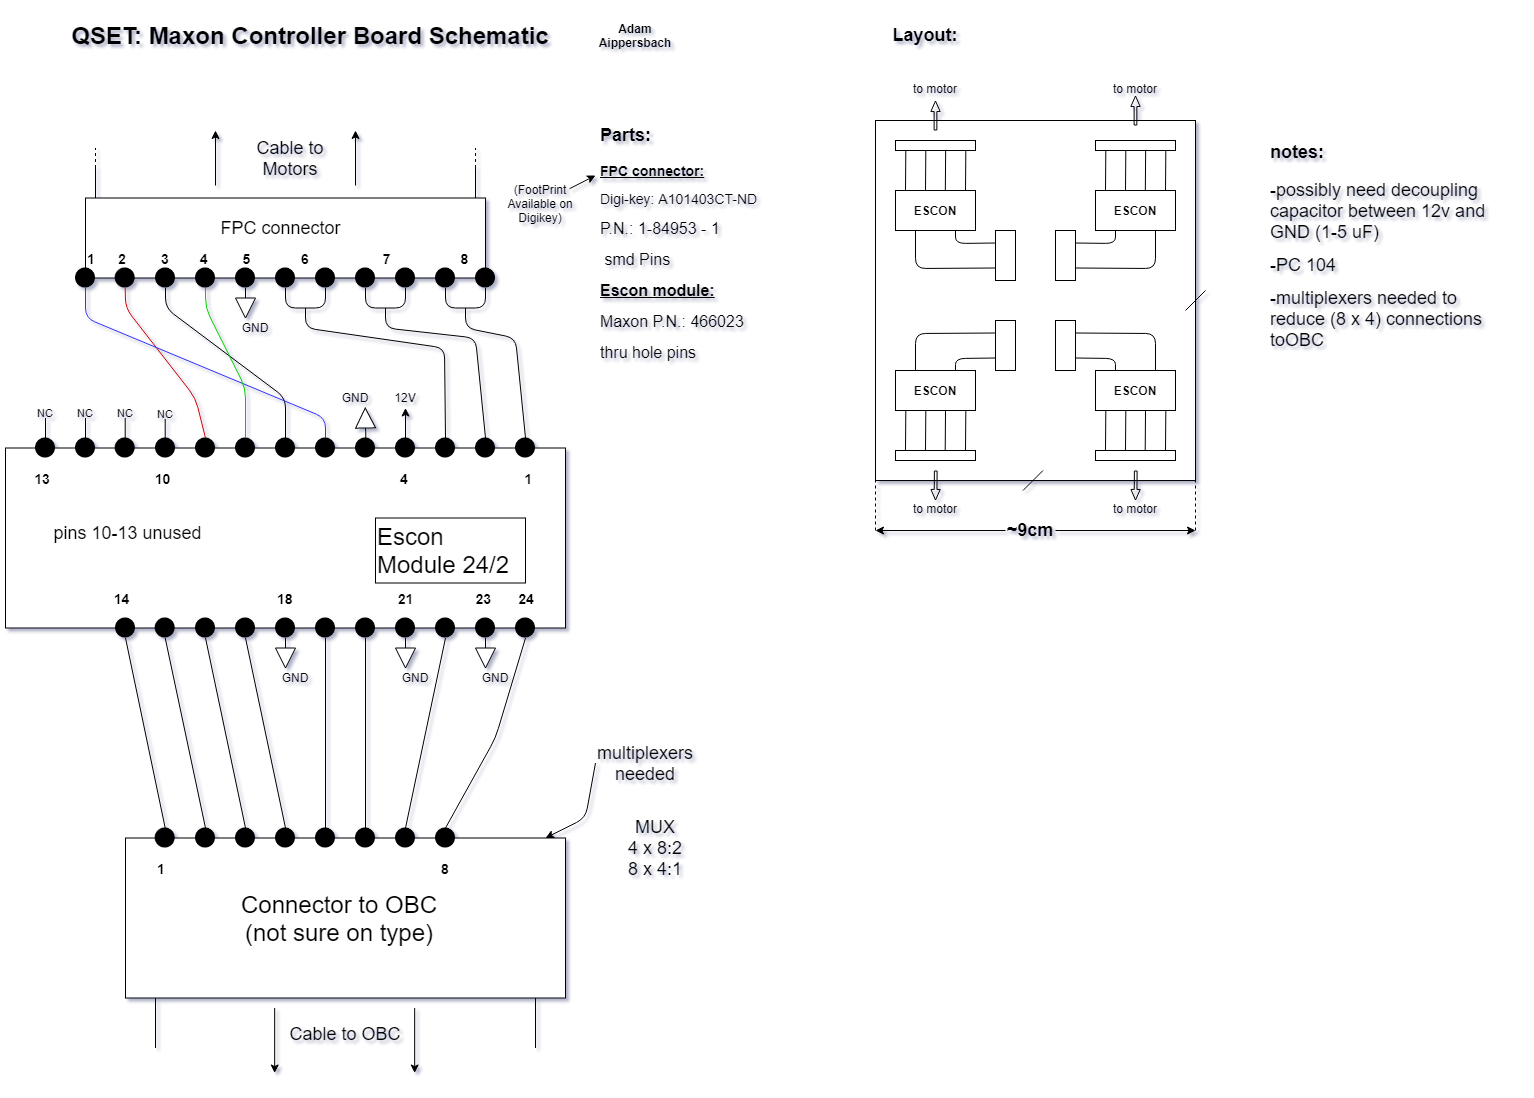 QSET: Maxon Controller Board Schematic
Adam
Aippersbach
Cable to
Motors
FPC connector
1 2 3 4 5 6 7 8
GND
(FootPrint
Available on
Digikey)
Parts:
FPC connector:
Digi-key: A101403CT-ND
P.N.: 1-84953 - 1
smd Pins
Escon module:
Maxon P.N.: 466023
thru hole pins
NC NC NC NC GND 12V
13 10 4 1
pins 10-13 unused
Escon
Module 24/2
14 18 21 23 24
GND GND GND
multiplexers
needed
MUX
4 x 8:2
8 x 4:1
1 8
Connector to OBC
(not sure on type)
Cable to OBC
Layout:
to motor to motor
ESCON ESCON
ESCON ESCON
to motor to motor
~9cm
notes:
-possibly need decoupling
capacitor between 12v and
GND (1-5 uF)
-PC 104
-multiplexers needed to
reduce (8 x 4) connections
toOBC